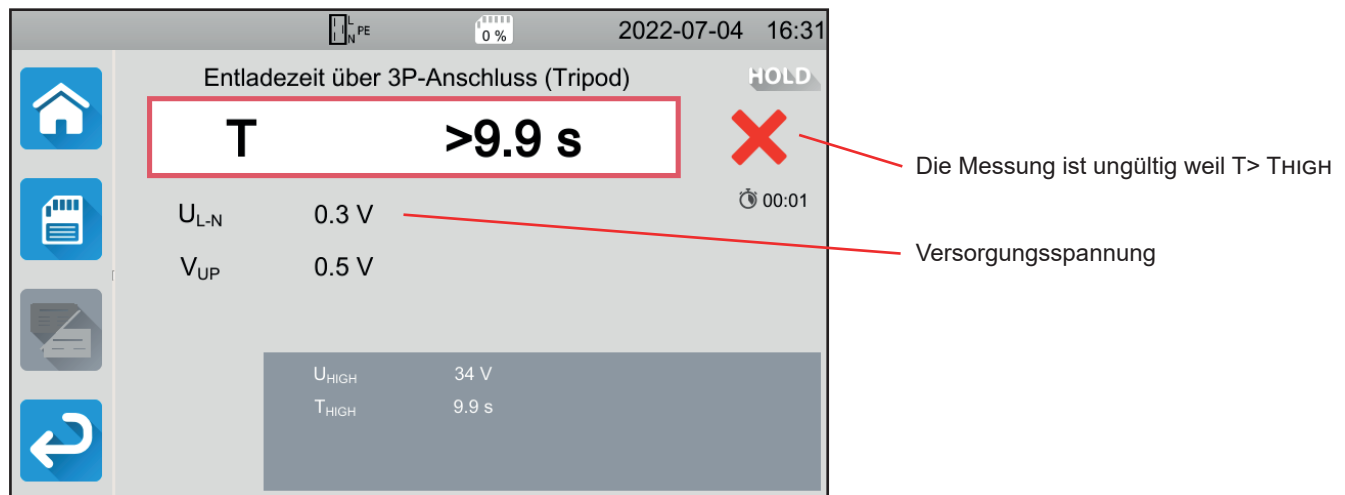 L
N PE
0 %
2022-07-04 16:31
Entladezeit über 3P-Anschluss (Tripod)
HOLD
T >9.9 s
Die Messung ist ungültig weil T> THIGH
00:01
UL-N 0.3 V
Versorgungsspannung
VUP 0.5 V
UHIGH 34 V
THIGH 9.9 s